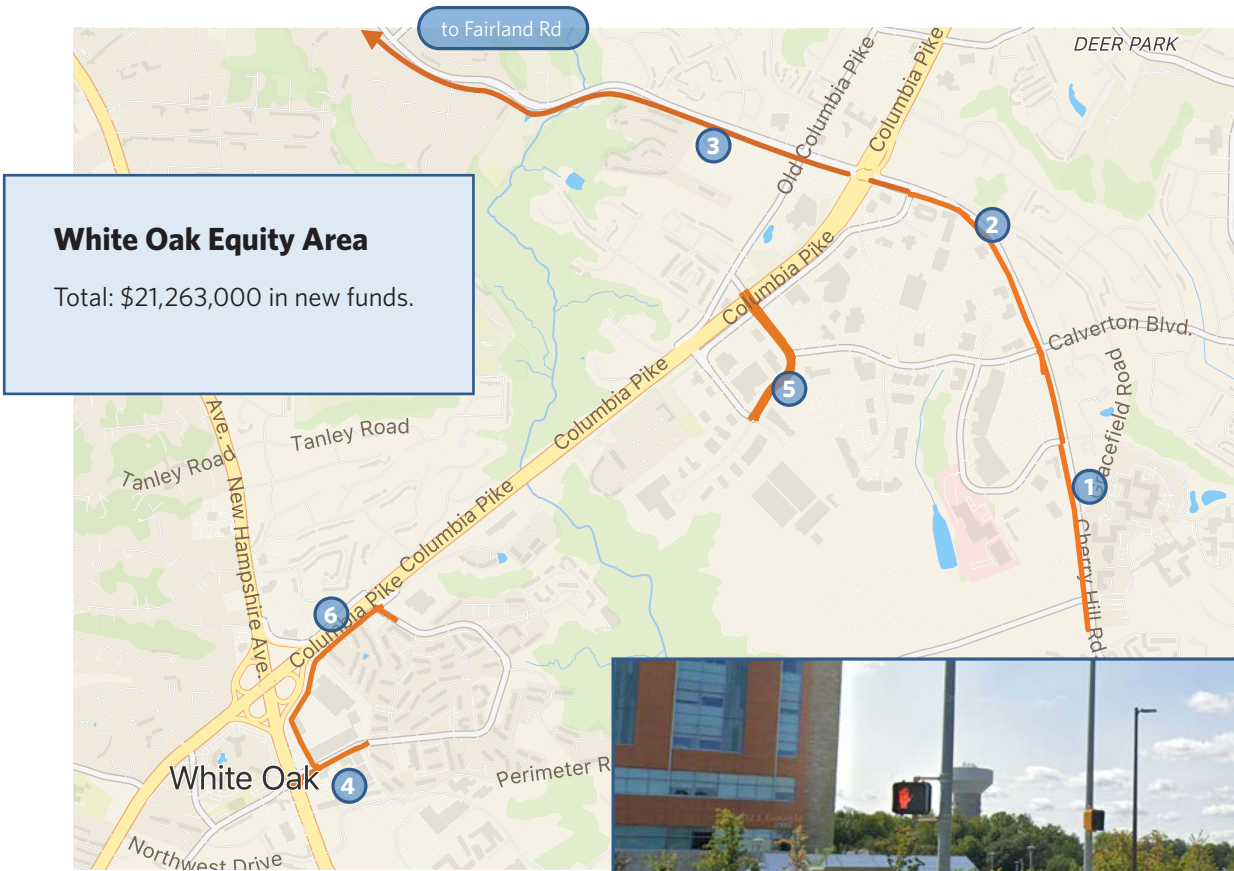 to Fairland Rd
DEER PARK
Old Columbia Pike
Columbia Pike
3
2
White Oak Equity Area
Total: $21,263,000 in new funds.
Columbia Pike
Calverton Blvd.
Gracefield Road
5
Columbia Pike
Ave.
Tanley Road
Tanley Road
New Hampshire Ave.
1
Cherry Hill Rd
Columbia Pike
Columbia Pike
6
Columbia Pike
White Oak
4
Perimeter R
Northwest Drive